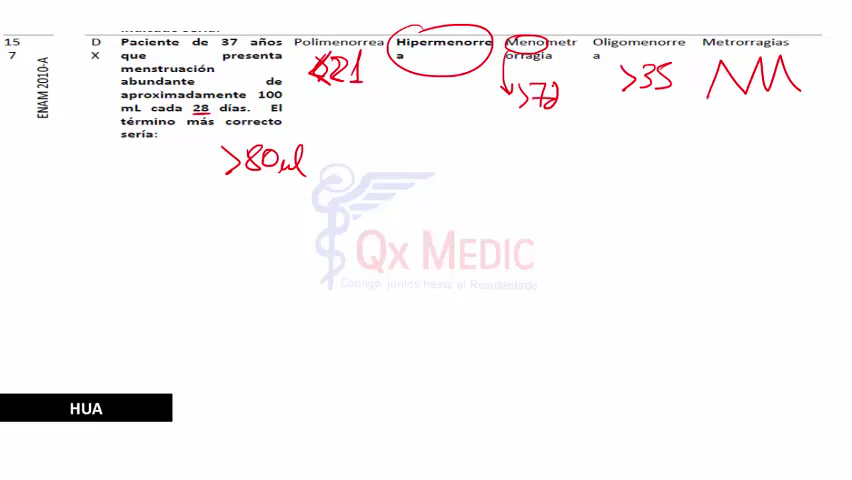 15 D Paciente de 37 años Polimenorrea Hipermenorre Menometr Oligomenorre Metrorragias
7 X que presenta a orragia a
menstruación
abundante de
aproximadamente 100
mL cada 28 días. El
término más correcto
sería:
ENAM 2010-A
<21
>7d
>35
>80ml
QX MEDIC
Contigo, juntos hasta el Residentado
HUA